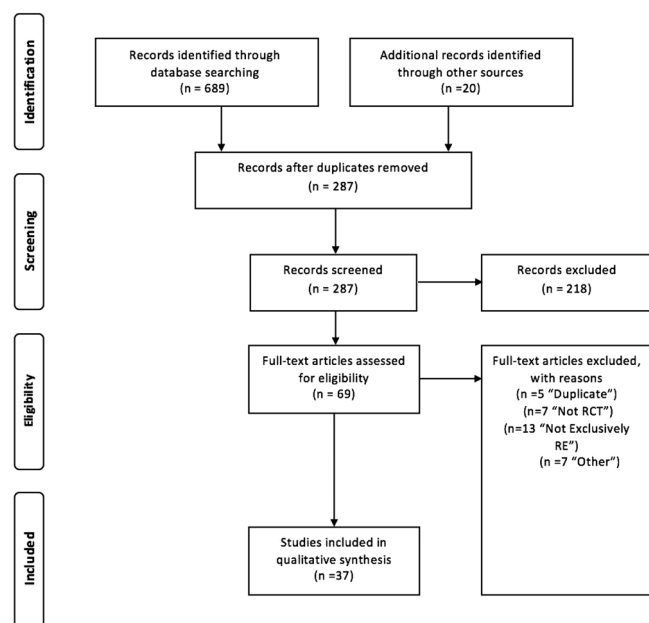 Identification
Records identified through
database searching
(n = 689)
Additional records identified
through other sources
(n =20)
Records after duplicates removed
(n = 287)
Screening
Records screened
(n = 287)
Records excluded
(n = 218)
Eligibility
Full-text articles assessed
for eligibility
(n = 69)
Full-text articles excluded,
with reasons
(n =5 “Duplicate”)
(n=7 “Not RCT”)
(n=13 “Not Exclusively
RE”)
(n =7 “Other”)
Included
Studies included in
qualitative synthesis
(n =37)